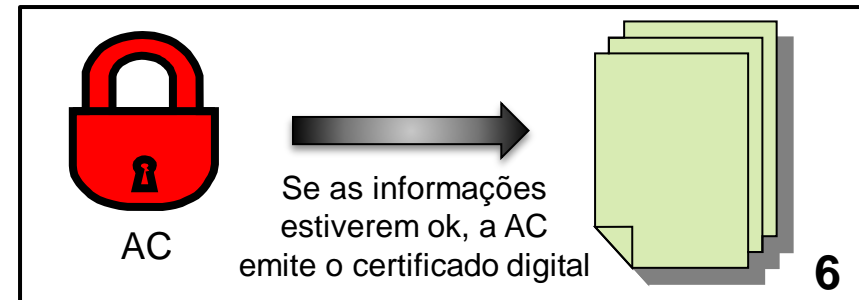 AC
Se as informações
estiverem ok, a AC
emite o certificado digital
6